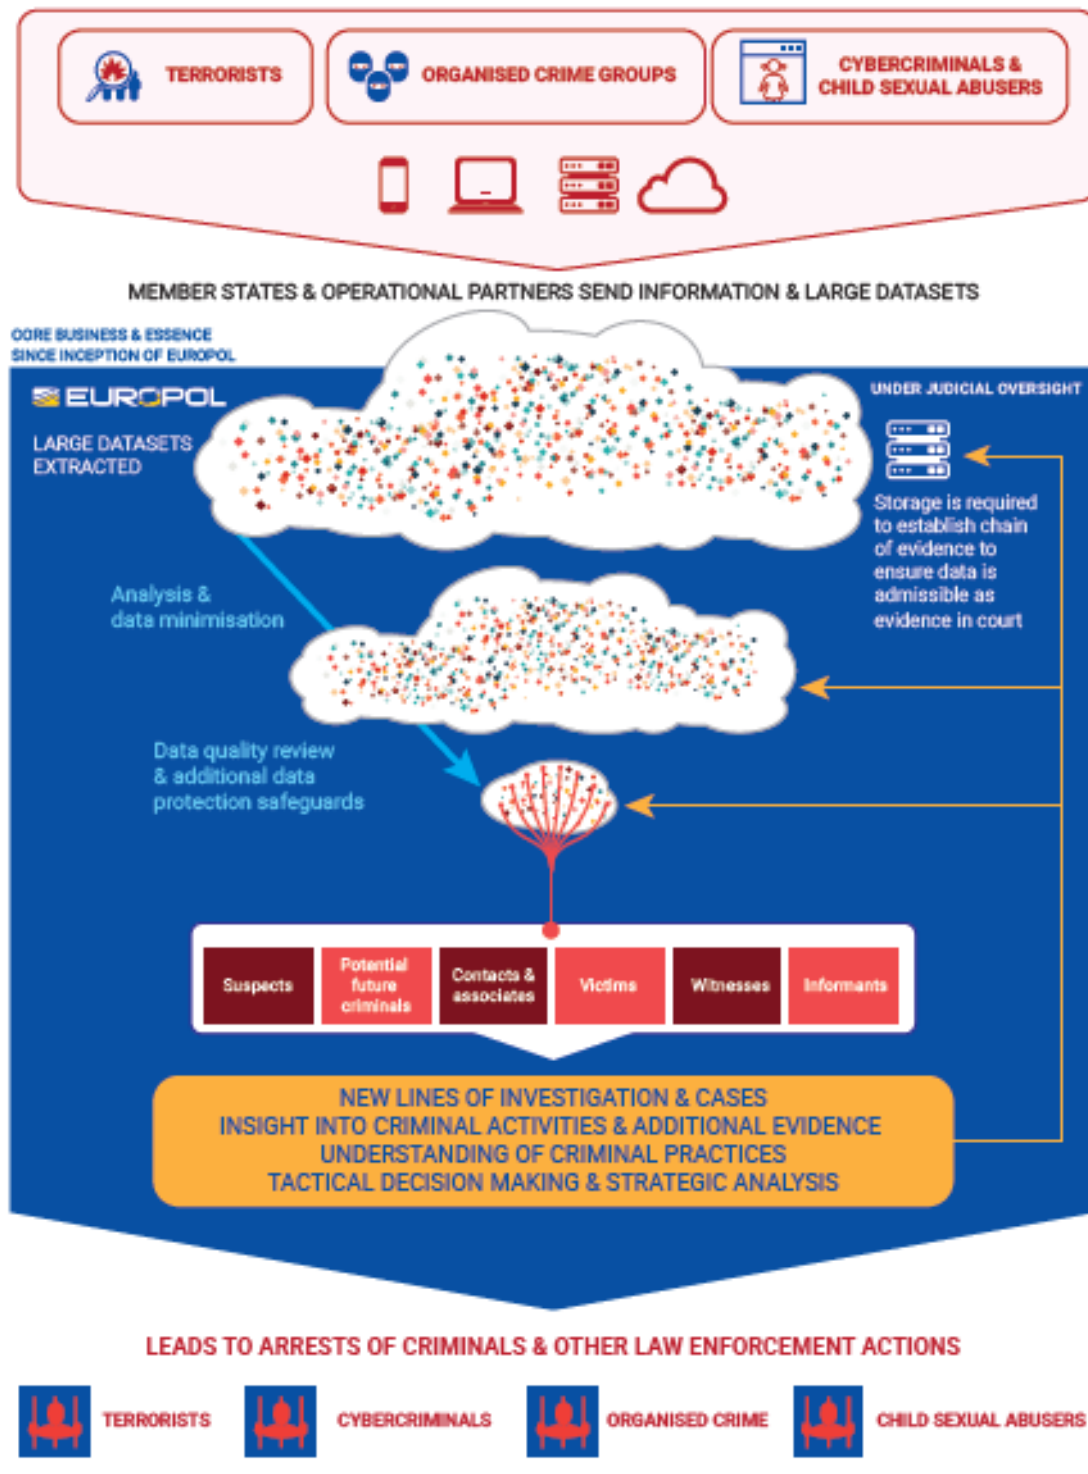 TERRORISTS
ORGANISED CRIME GROUPS
CYBERCRIMINALS &
CHILD SEXUAL ABUSERS
MEMBER STATES & OPERATIONAL PARTNERS SEND INFORMATION & LARGE DATASETS
CORE BUSINESS & ESSENCE
SINCE INCEPTION OF EUROPOL
EUROPOL
UNDER JUDICIAL OVERSIGHT
LARGE DATASETS
EXTRACTED
Storage is required
to establish chain
of evidence to
ensure data is
admissible as
evidence in court
Analysis &
data minimisation
Data quality review
& additional data
protection safeguards
Suspects
Potential
future
criminals
Contacts &
associates
Victims
Witnesses
Informants
NEW LINES OF INVESTIGATION & CASES
INSIGHT INTO CRIMINAL ACTIVITIES & ADDITIONAL EVIDENCE
UNDERSTANDING OF CRIMINAL PRACTICES
TACTICAL DECISION MAKING & STRATEGIC ANALYSIS
LEADS TO ARRESTS OF CRIMINALS & OTHER LAW ENFORCEMENT ACTIONS
TERRORISTS
CYBERCRIMINALS
ORGANISED CRIME
CHILD SEXUAL ABUSERS